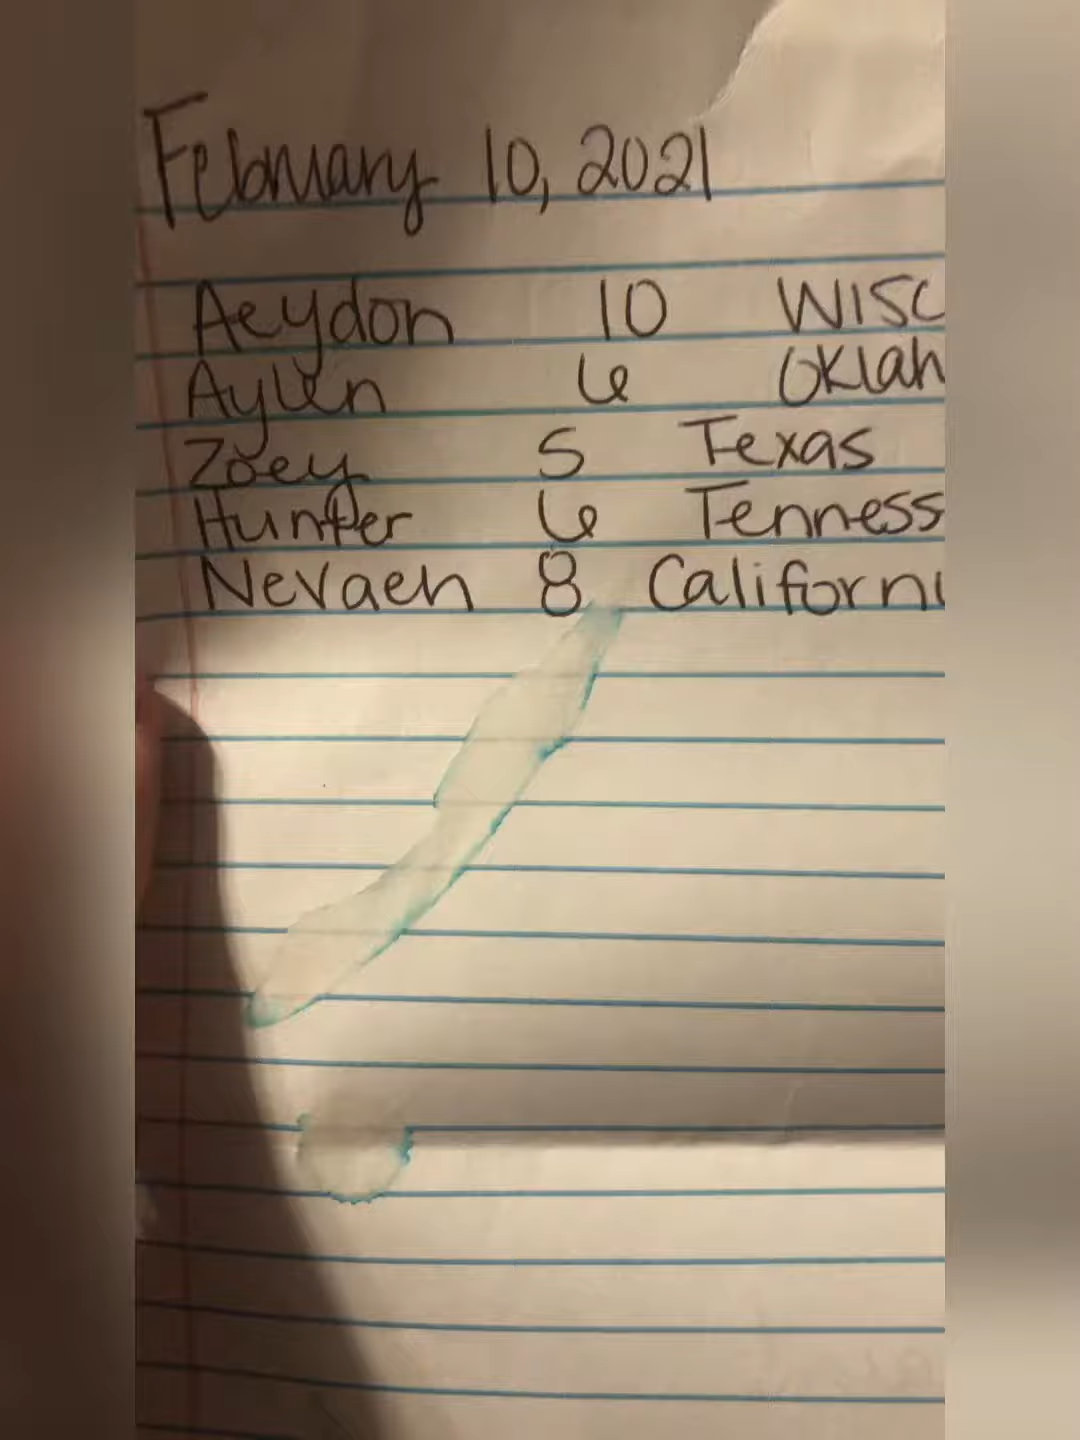 February 10, 2021
Aeydon 10 WISC
Aylen 6 Oklah
Zoey 5 Texas
Hunter 6 Tenness
Nevaeh 8 Californi